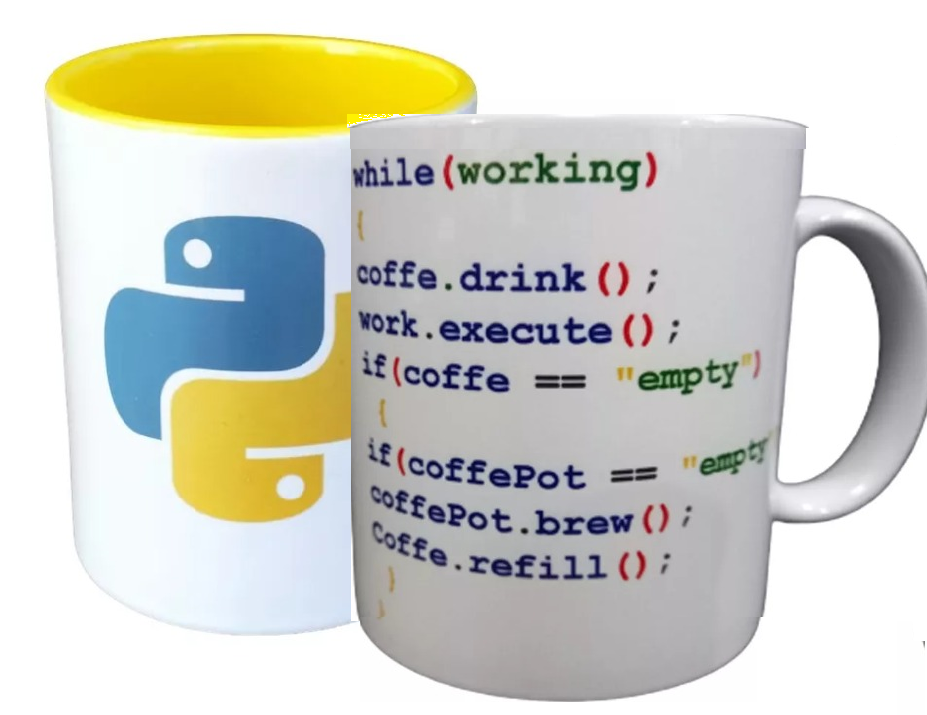 while(working)
{
coffe.drink();
work.execute();
if(coffe == "empty")
{
if(coffePot == "empty"
coffePot.brew();
Coffe.refill();
}
}